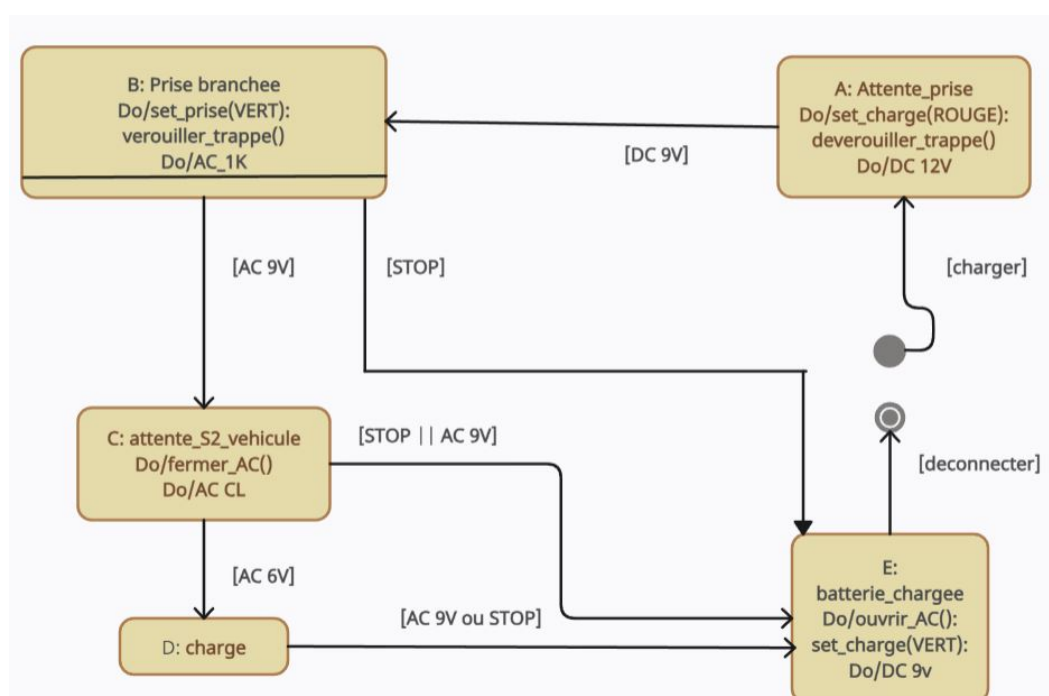 B: Prise branchee
Do/set_prise(VERT):
verouiller_trappe()
Do/AC_1K
A: Attente_prise
Do/set_charge(ROUGE):
deverouiller_trappe()
Do/DC 12V
[DC 9V]
[AC 9V]
[STOP]
[charger]
C: attente_S2_vehicule
Do/fermer_AC()
Do/AC CL
[STOP || AC 9V]
[deconnecter]
[AC 6V]
D: charge
[AC 9V ou STOP]
E:
batterie_chargee
Do/ouvrir_AC():
set_charge(VERT):
Do/DC 9v